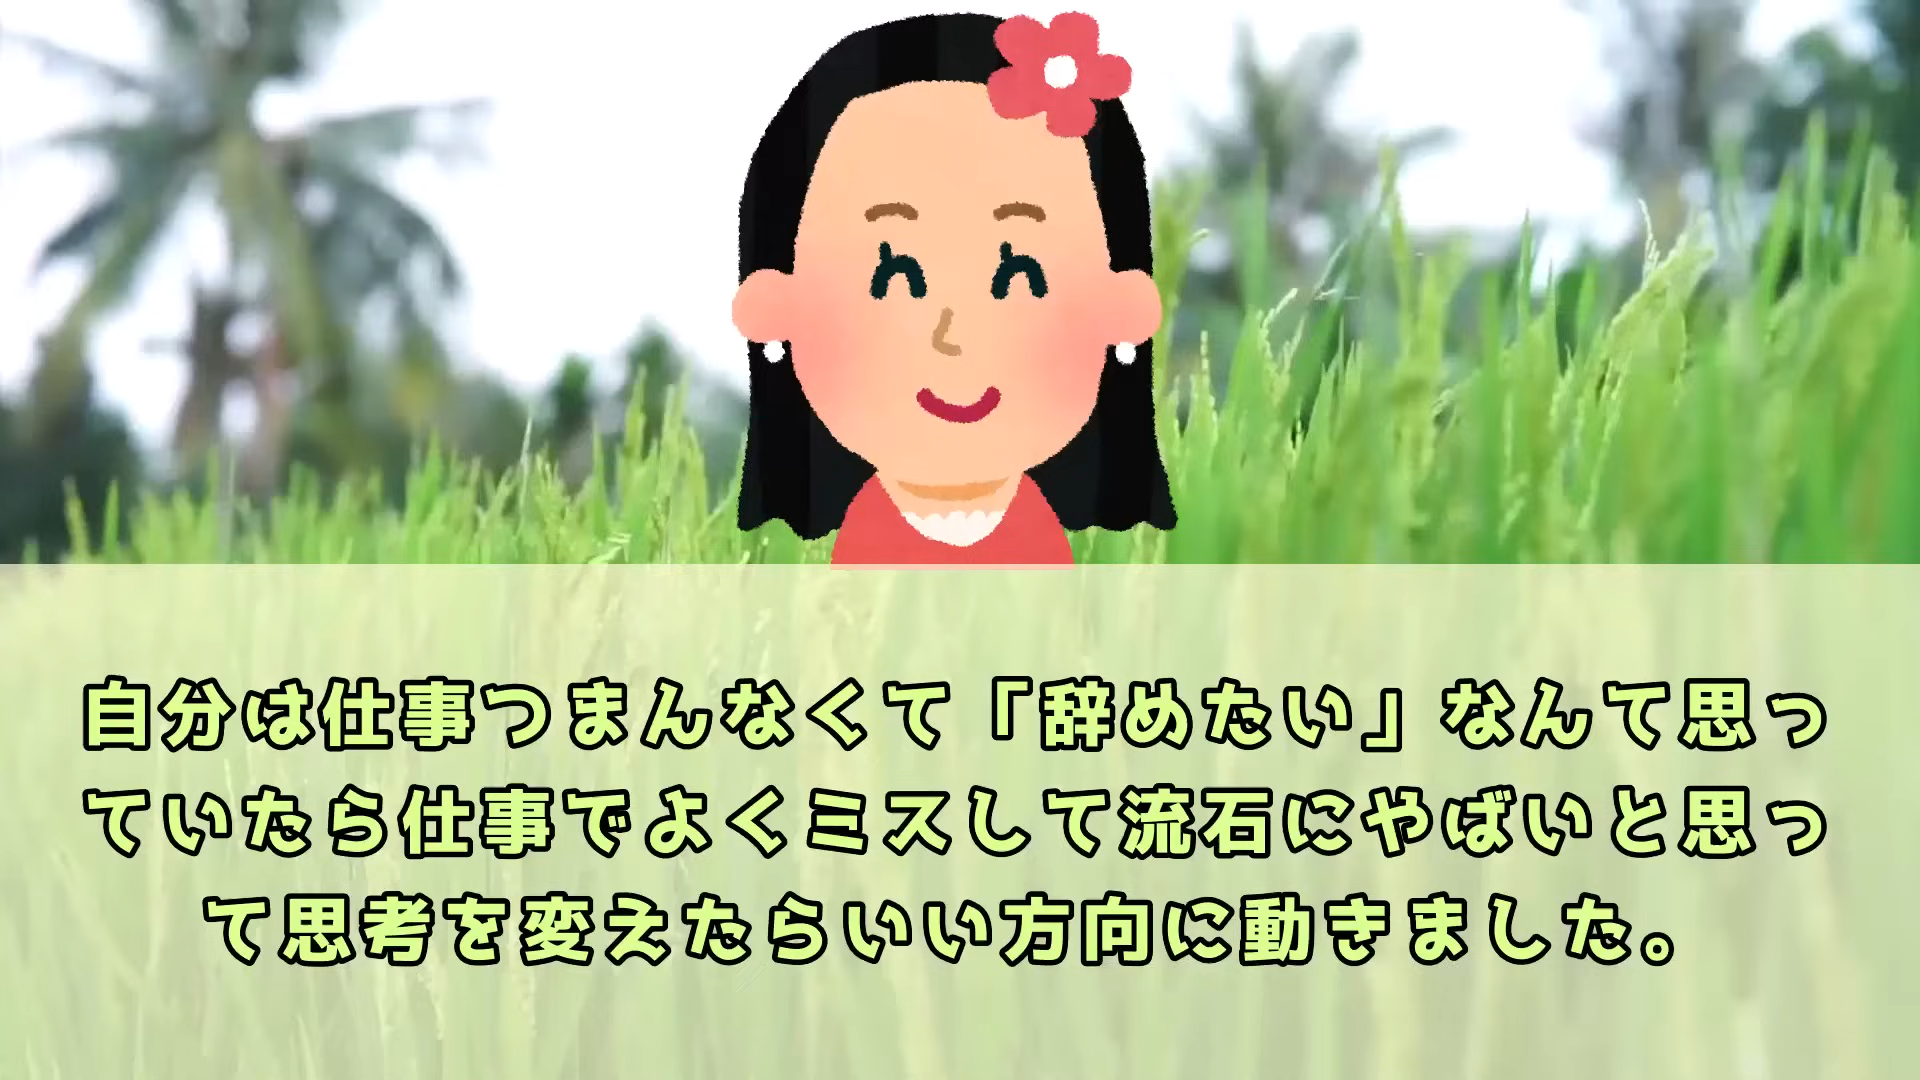 自分は仕事つまんなくて「辞めたい」なんて思っ
ていたら仕事でよくミスして流石にやばいと思っ
て思考を変えたらいい方向に動きました。